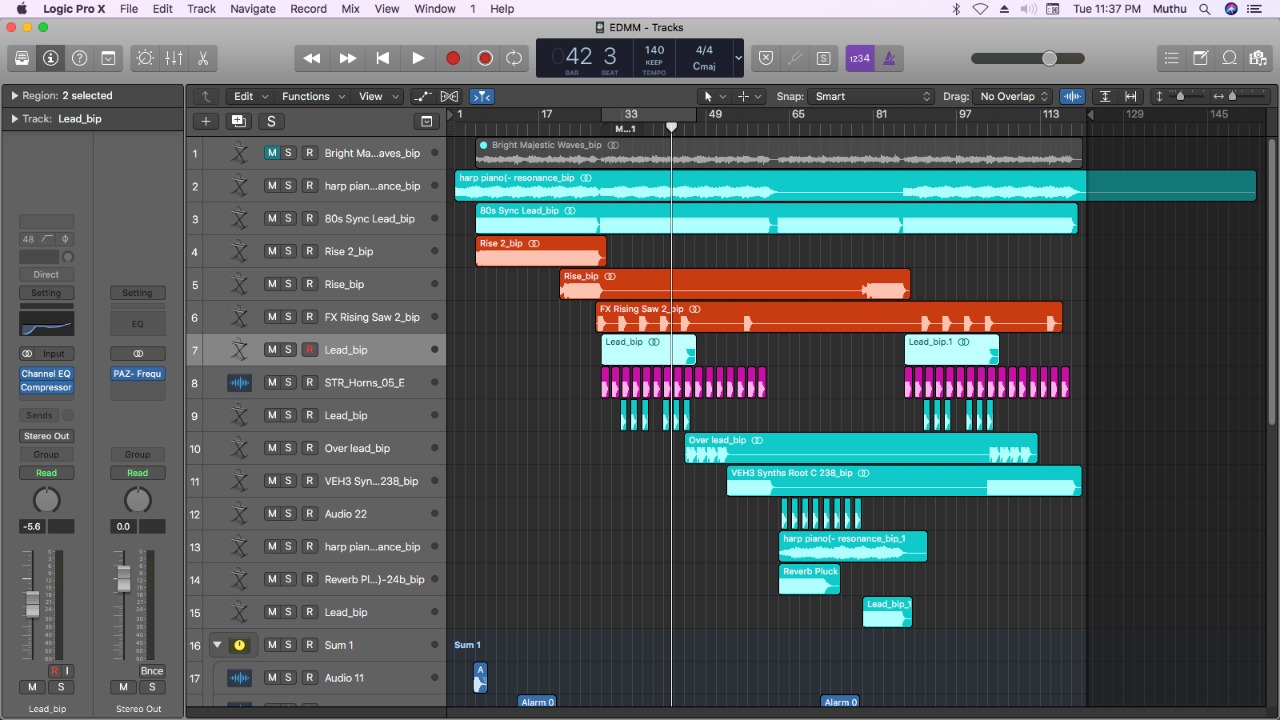 Logic Pro X File Edit Track Navigate Record Mix View Window 1 Help Tue 11:37 PM Muthu
EDMM - Tracks
042 3 140 4/4
KEEP Cmaj
BAR BEAT TEMPO
1234
Region: 2 selected
Edit Functions View Snap: Smart Drag: No Overlap
Track: Lead_bip
S 1 17 33 49 65 81 97 113 129 145
M...1
1 M S R Bright Ma...aves_bip Bright Majestic Waves_bip
2 M S R harp pian...ance_bip harp piano(- resonance_bip
3 M S R 80s Sync Lead_bip 80s Sync Lead_bip
4 M S R Rise 2_bip Rise 2_bip
5 M S R Rise_bip Rise_bip
6 M S R FX Rising Saw 2_bip FX Rising Saw 2_bip
7 M S R Lead_bip Lead_bip Lead_bip.1
8 M S R STR_Horns_05_E
9 M S R Lead_bip
10 M S R Over lead_bip Over lead_bip
11 M S R VEH3 Syn...238_bip VEH3 Synths Root C 238_bip
12 M S R Audio 22
13 M S R harp pian...ance_bip harp piano(- resonance_bip_1
14 M S R Reverb Pl...)-24b_bip Reverb Pluck
15 M S R Lead_bip Lead_bip_1
16 M S R Sum 1 Sum 1
17 M S R Audio 11 A
Alarm 0 Alarm 0
48
Direct
Setting Setting
EQ
Input
Channel EQ PAZ- Frequ
Compressor
Sends
Stereo Out
Group Group
Read Read
-5.6 0.0
R I Bnce
M S M S
Lead_bip Stereo Out